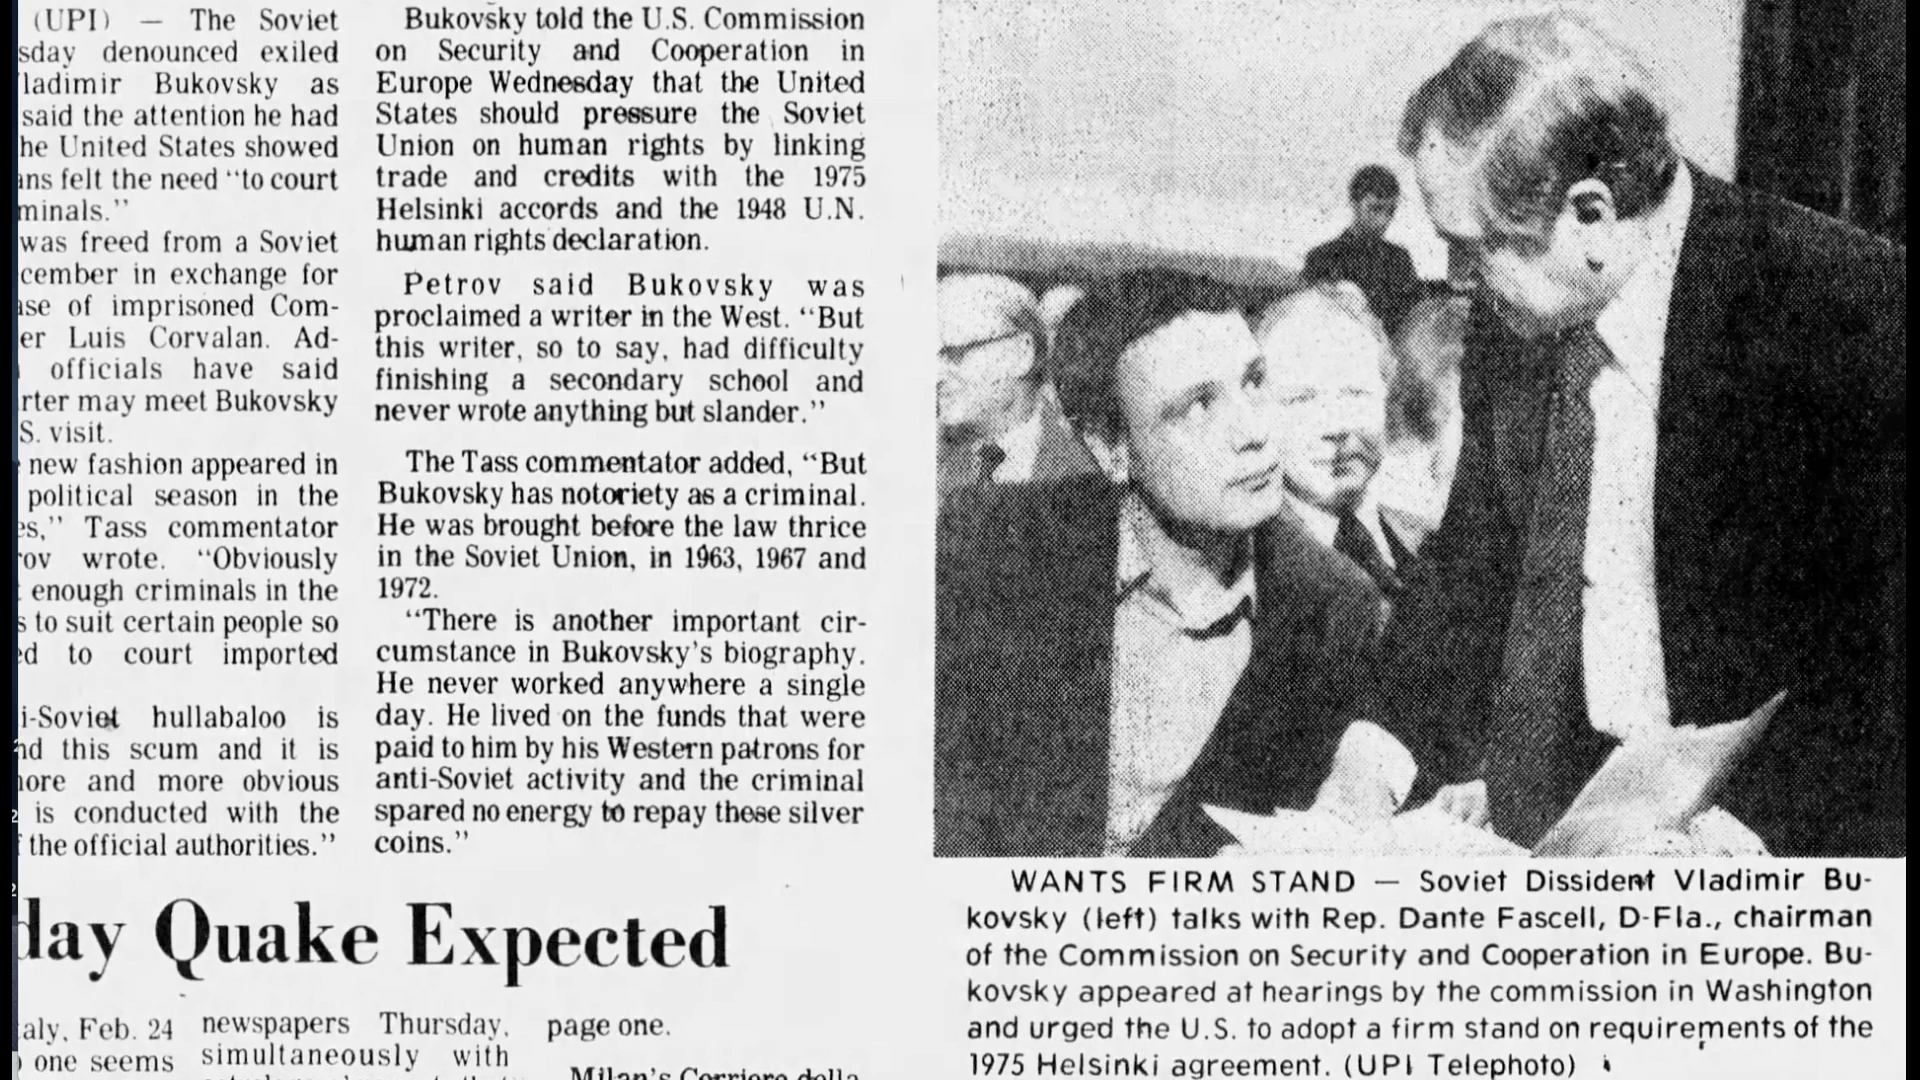 (UPI) — The Soviet
sday denounced exiled
ladimir Bukovsky as
said the attention he had
he United States showed
ans felt the need “to court
minals.”
was freed from a Soviet
cember in exchange for
ase of imprisoned Com-
er Luis Corvalan. Ad-
officials have said
rter may meet Bukovsky
S. visit.
new fashion appeared in
political season in the
es,” Tass commentator
ov wrote. “Obviously
enough criminals in the
s to suit certain people so
ed to court imported
i-Soviet hullabaloo is
nd this scum and it is
nore and more obvious
is conducted with the
the official authorities.”
Bukovsky told the U.S. Commission
on Security and Cooperation in
Europe Wednesday that the United
States should pressure the Soviet
Union on human rights by linking
trade and credits with the 1975
Helsinki accords and the 1948 U.N.
human rights declaration.
Petrov said Bukovsky was
proclaimed a writer in the West. “But
this writer, so to say, had difficulty
finishing a secondary school and
never wrote anything but slander.”
The Tass commentator added, “But
Bukovsky has notoriety as a criminal.
He was brought before the law thrice
in the Soviet Union, in 1963, 1967 and
1972.
“There is another important cir-
cumstance in Bukovsky’s biography.
He never worked anywhere a single
day. He lived on the funds that were
paid to him by his Western patrons for
anti-Soviet activity and the criminal
spared no energy to repay these silver
coins.”
WANTS FIRM STAND — Soviet Dissident Vladimir Bu-
kovsky (left) talks with Rep. Dante Fascell, D-Fla., chairman
of the Commission on Security and Cooperation in Europe. Bu-
kovsky appeared at hearings by the commission in Washington
and urged the U.S. to adopt a firm stand on requirements of the
1975 Helsinki agreement. (UPI Telephoto)
day Quake Expected
aly, Feb. 24
one seems
newspapers Thursday,
simultaneously with
page one.
Milan’s Corriere della